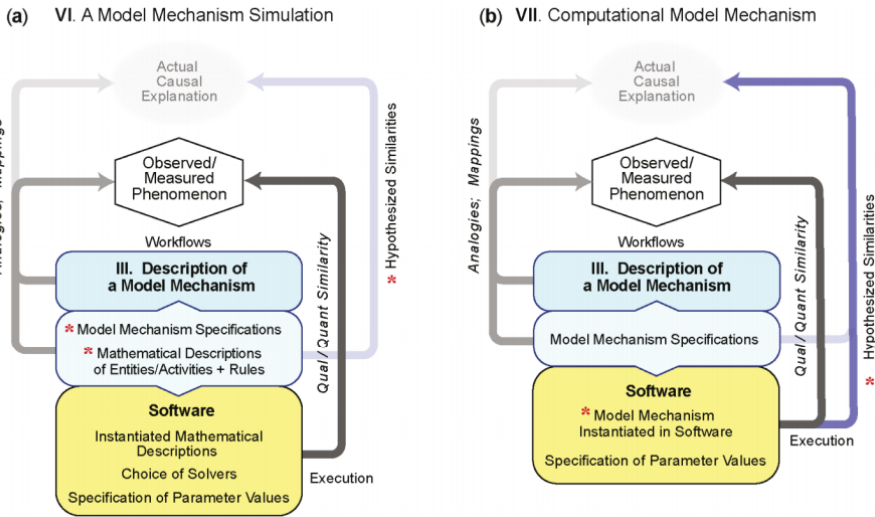 (a) VI. A Model Mechanism Simulation
Actual
Causal
Explanation
Observed/
Measured
Phenomenon
Workflows
III. Description of
a Model Mechanism
* Model Mechanism Specifications
* Mathematical Descriptions
of Entities/Activities + Rules
Software
Instantiated Mathematical
Descriptions
Choice of Solvers
Specification of Parameter Values
Execution
Qual / Quant Similarity
* Hypothesized Similarities
(b) VII. Computational Model Mechanism
Actual
Causal
Explanation
Analogies; Mappings
Observed/
Measured
Phenomenon
Workflows
III. Description of
a Model Mechanism
Model Mechanism Specifications
Software
* Model Mechanism
Instantiated in Software
Specification of Parameter Values
Execution
Qual / Quant Similarity
* Hypothesized Similarities